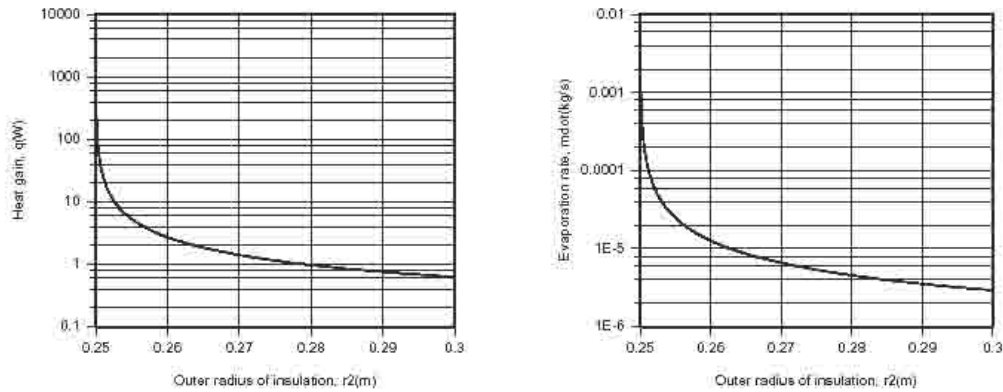 10000
1000
100
10
1
0.1
Heat gain, q(W)
0.25 0.26 0.27 0.28 0.29 0.3
Outer radius of insulation, r2(m)
0.01
0.001
0.0001
1E-5
1E-6
Evaporation rate, mdot(kg/s)
0.25 0.26 0.27 0.28 0.29 0.3
Outer radius of insulation, r2(m)